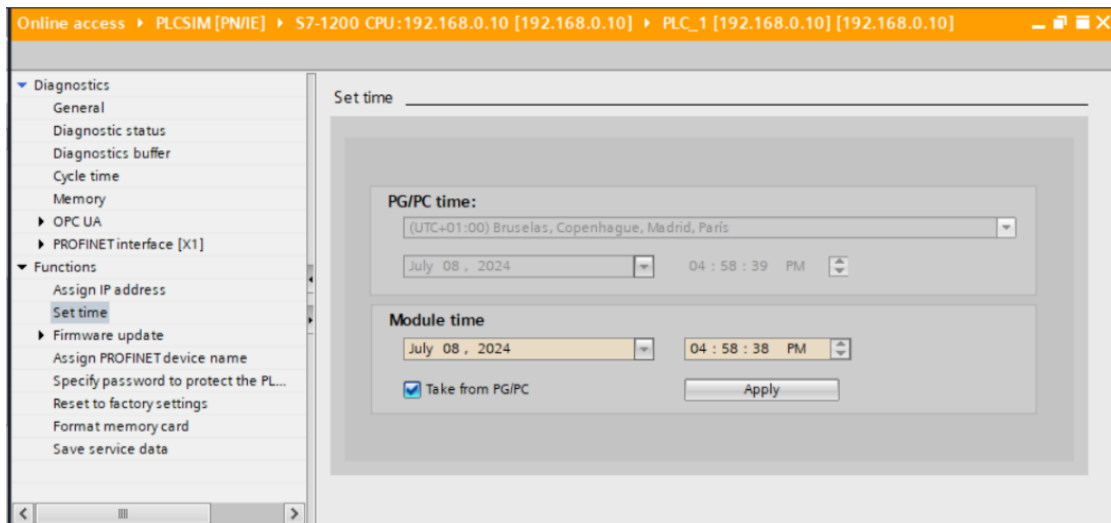 Online access ▸ PLCSIM [PN/IE] ▸ S7-1200 CPU:192.168.0.10 [192.168.0.10] ▸ PLC_1 [192.168.0.10] [192.168.0.10]
Diagnostics
General
Diagnostic status
Diagnostics buffer
Cycle time
Memory
OPC UA
PROFINET interface [X1]
Functions
Assign IP address
Set time
Firmware update
Assign PROFINET device name
Specify password to protect the PL...
Reset to factory settings
Format memory card
Save service data
Set time
PG/PC time:
(UTC+01:00) Bruselas, Copenhague, Madrid, París
July 08, 2024 04 : 58 : 39 PM
Module time
July 08, 2024 04 : 58 : 38 PM
Take from PG/PC Apply